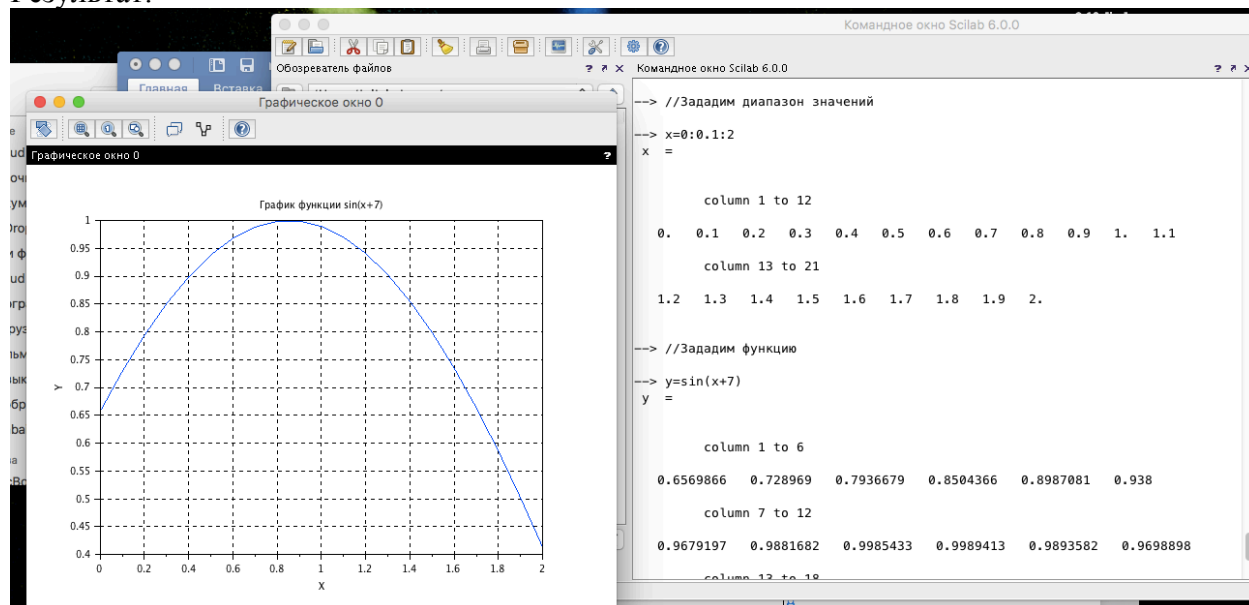 Результат:
Командное окно Scilab 6.0.0
Обозреватель файлов
? ↗ X
Командное окно Scilab 6.0.0
? ↗ X
Главная Вставка
Графическое окно 0
Графическое окно 0
?
График функции sin(x+7)
1
0.95
0.9
0.85
0.8
0.75
0.7
0.65
0.6
0.55
0.5
0.45
0.4
Y
0 0.2 0.4 0.6 0.8 1 1.2 1.4 1.6 1.8 2
X
--> //Зададим диапазон значений
--> x=0:0.1:2
x =
column 1 to 12
0. 0.1 0.2 0.3 0.4 0.5 0.6 0.7 0.8 0.9 1. 1.1
column 13 to 21
1.2 1.3 1.4 1.5 1.6 1.7 1.8 1.9 2.
--> //Зададим функцию
--> y=sin(x+7)
y =
column 1 to 6
0.6569866 0.728969 0.7936679 0.8504366 0.8987081 0.938
column 7 to 12
0.9679197 0.9881682 0.9985433 0.9989413 0.9893582 0.9698898
column 13 to 18